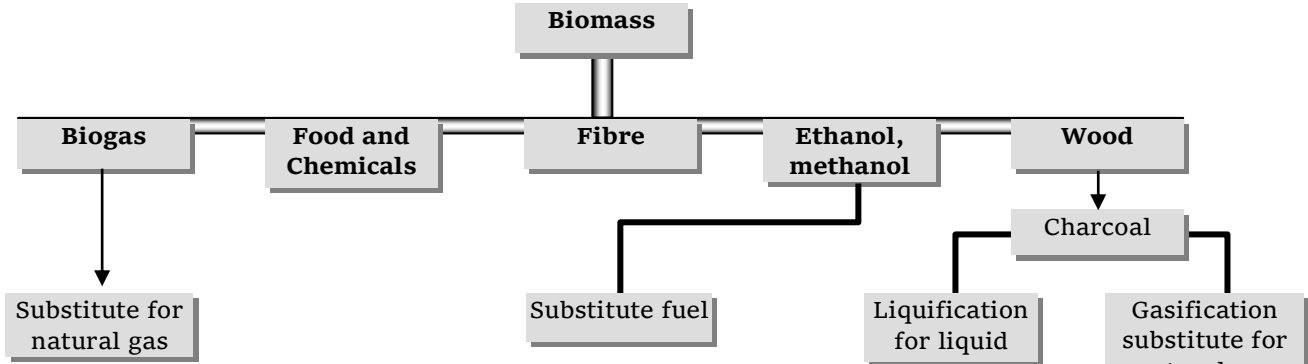 Biomass
Biogas
Food and
Chemicals
Fibre
Ethanol,
methanol
Wood
Charcoal
Substitute for
natural gas
Substitute fuel
Liquification
for liquid
Gasification
substitute for